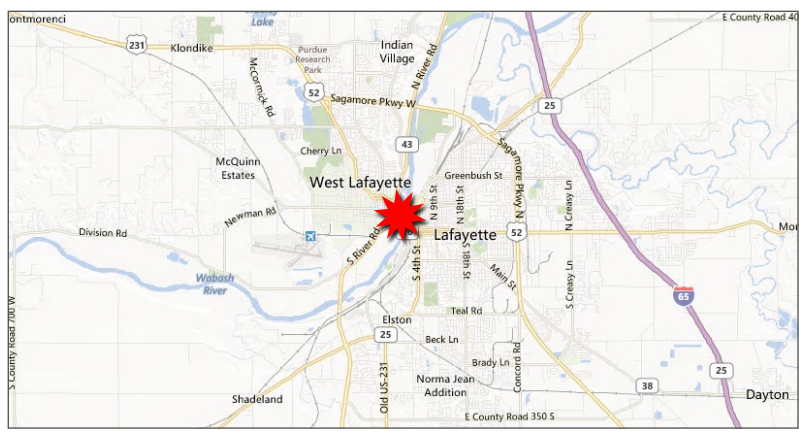 ontmorenci
Lake
E County Road 40
231
Klondike
Purdue
Research
Park
Indian
Village
N River Rd
McCormick Rd
52
Sagamore Pkwy W
25
43
Sagamore Pkwy N
Cherry Ln
McQuinn
Estates
Greenbush St
West Lafayette
N 9th St
N 18th St
N Creasy Ln
Newman Rd
Division Rd
S River Rd
Lafayette
52
Mor
S 4th St
S 18th St
Main St
S Creasy Ln
Wabash
River
65
S County Road 700 W
Elston
Teal Rd
25
Beck Ln
Brady Ln
Concord Rd
Old US-231
Norma Jean
Addition
25
38
Dayton
Shadeland
E County Road 350 S